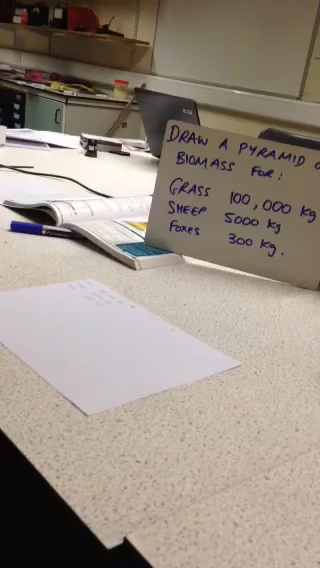 DRAW A PYRAMID
BIOMASS FOR:
GRASS 100,000 kg
SHEEP 5000 kg
FOXES 300 kg.